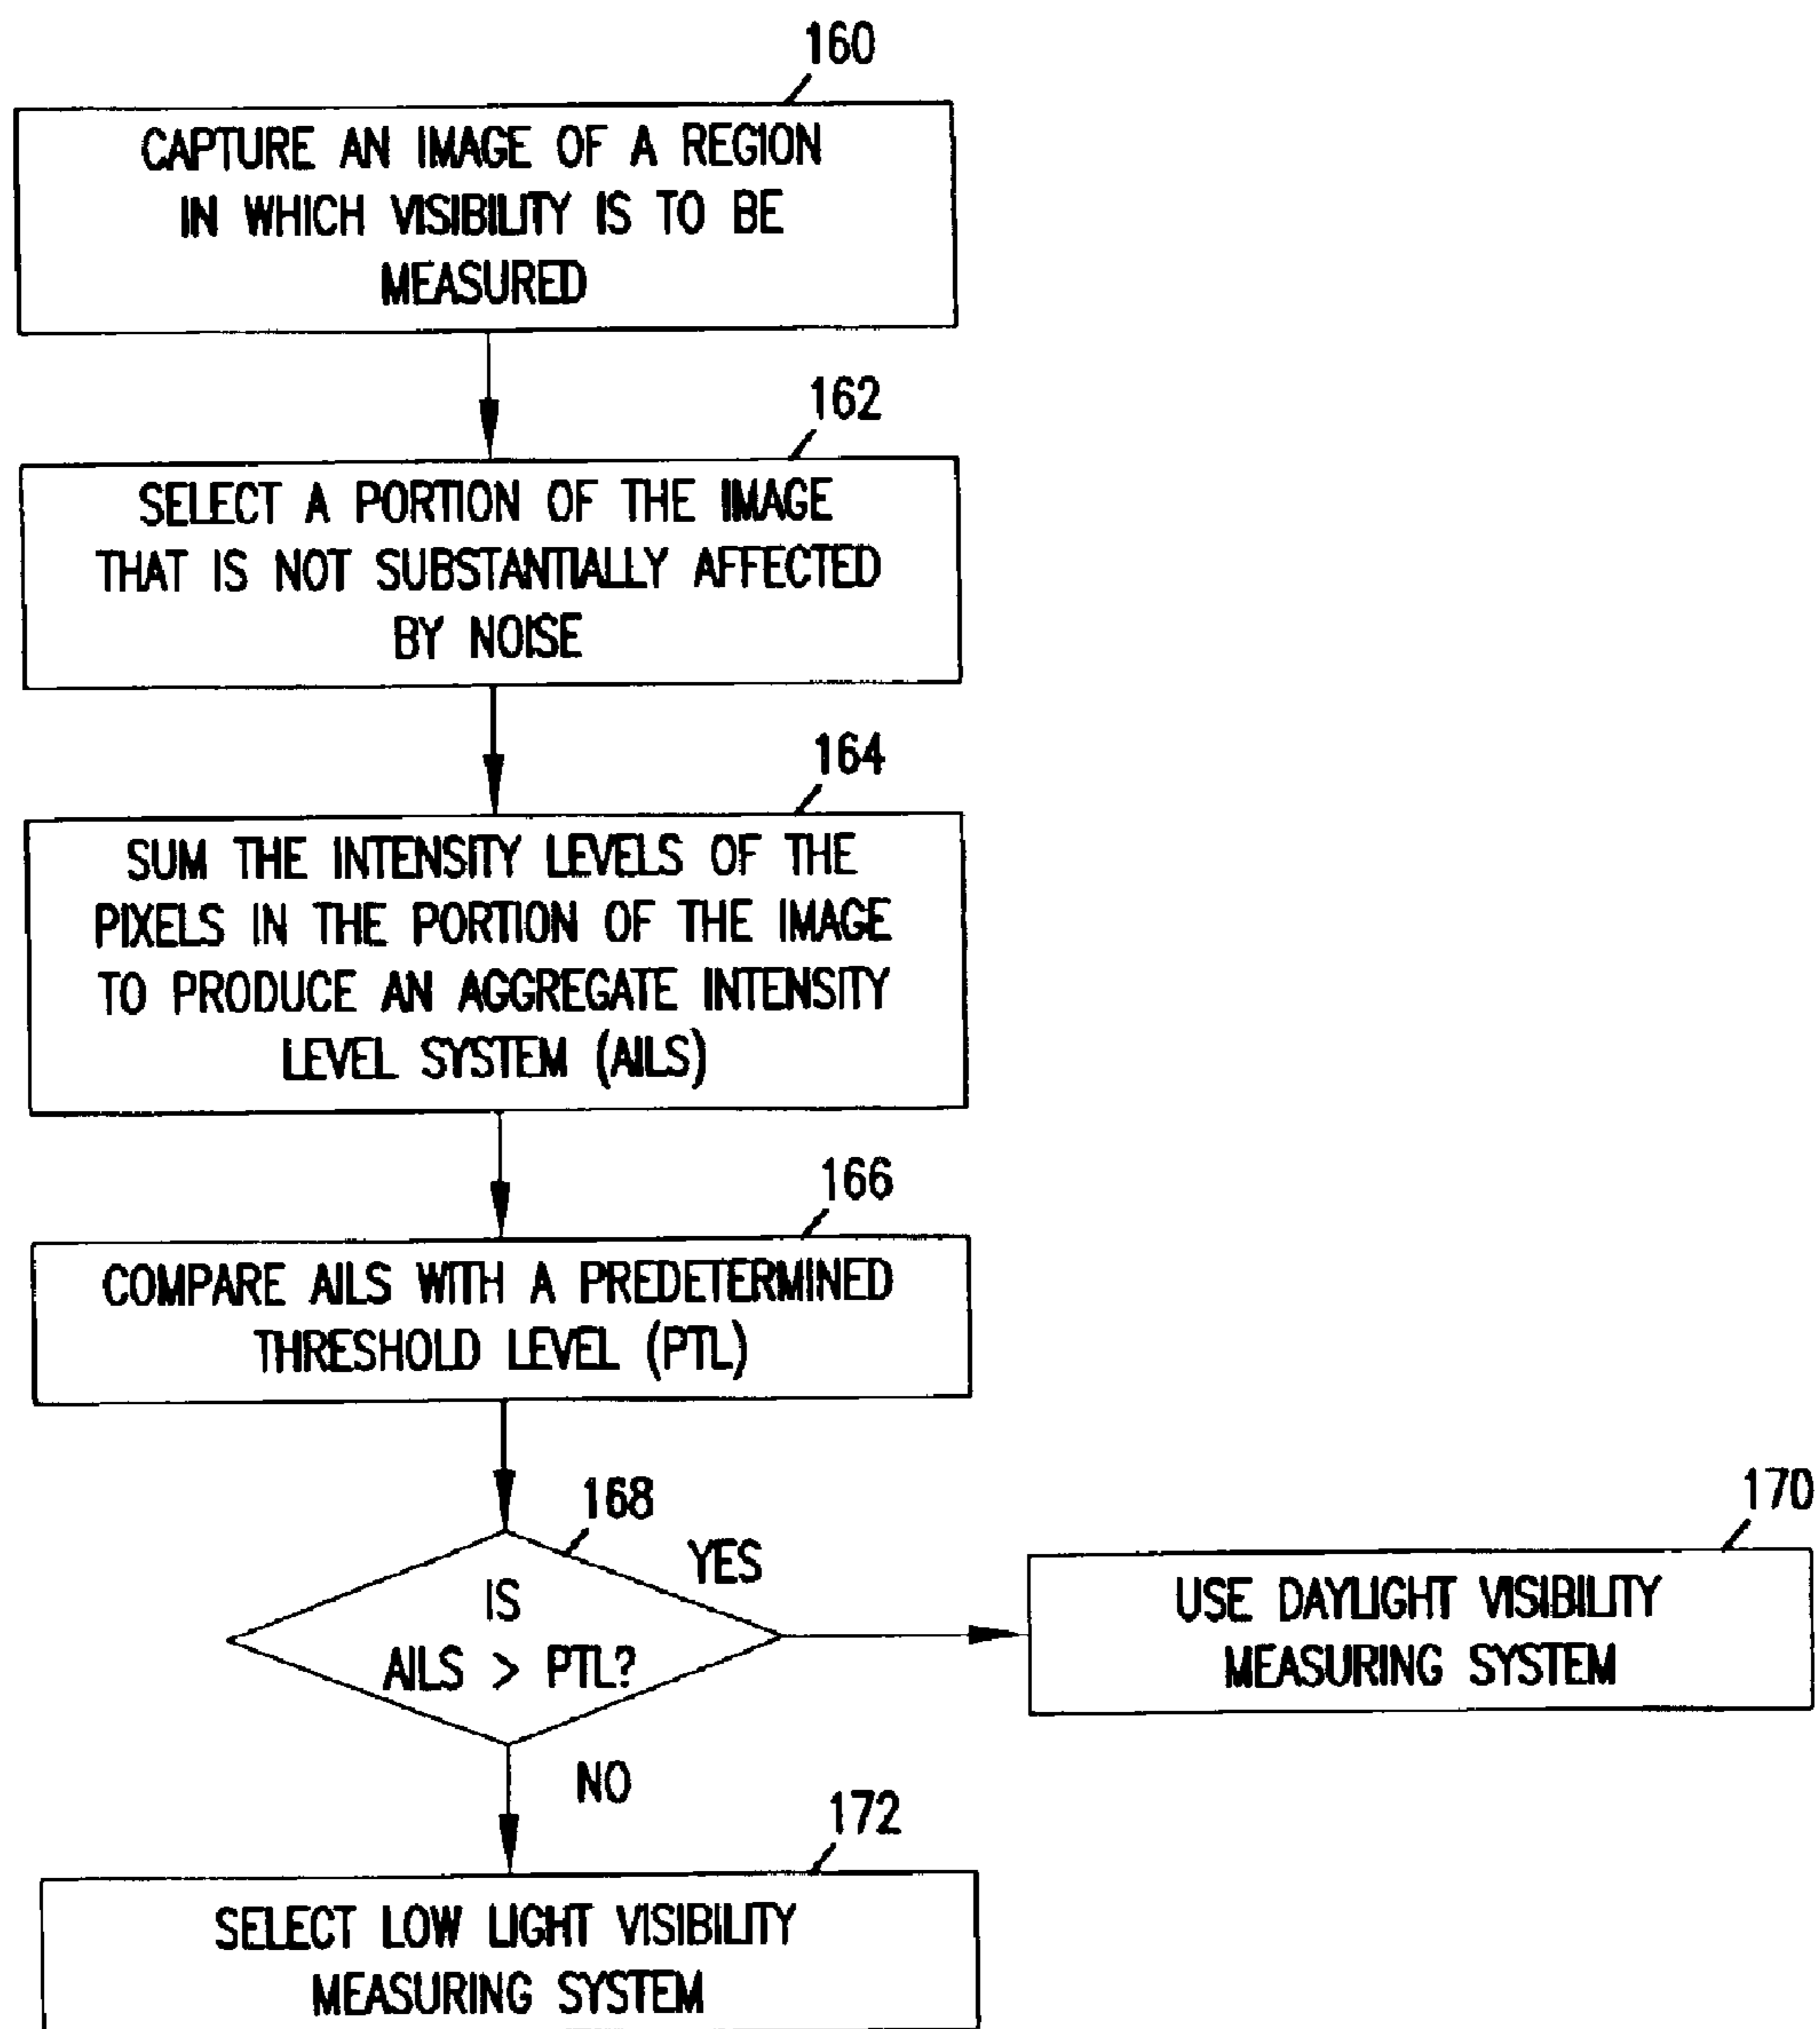 160
CAPTURE AN IMAGE OF A REGION
IN WHICH VISIBILITY IS TO BE
MEASURED
162
SELECT A PORTION OF THE IMAGE
THAT IS NOT SUBSTANTIALLY AFFECTED
BY NOISE
164
SUM THE INTENSITY LEVELS OF THE
PIXELS IN THE PORTION OF THE IMAGE
TO PRODUCE AN AGGREGATE INTENSITY
LEVEL SYSTEM (AILS)
166
COMPARE AILS WITH A PREDETERMINED
THRESHOLD LEVEL (PTL)
168
IS
AILS > PTL?
YES
170
USE DAYLIGHT VISIBILITY
MEASURING SYSTEM
NO
172
SELECT LOW LIGHT VISIBILITY
MEASURING SYSTEM